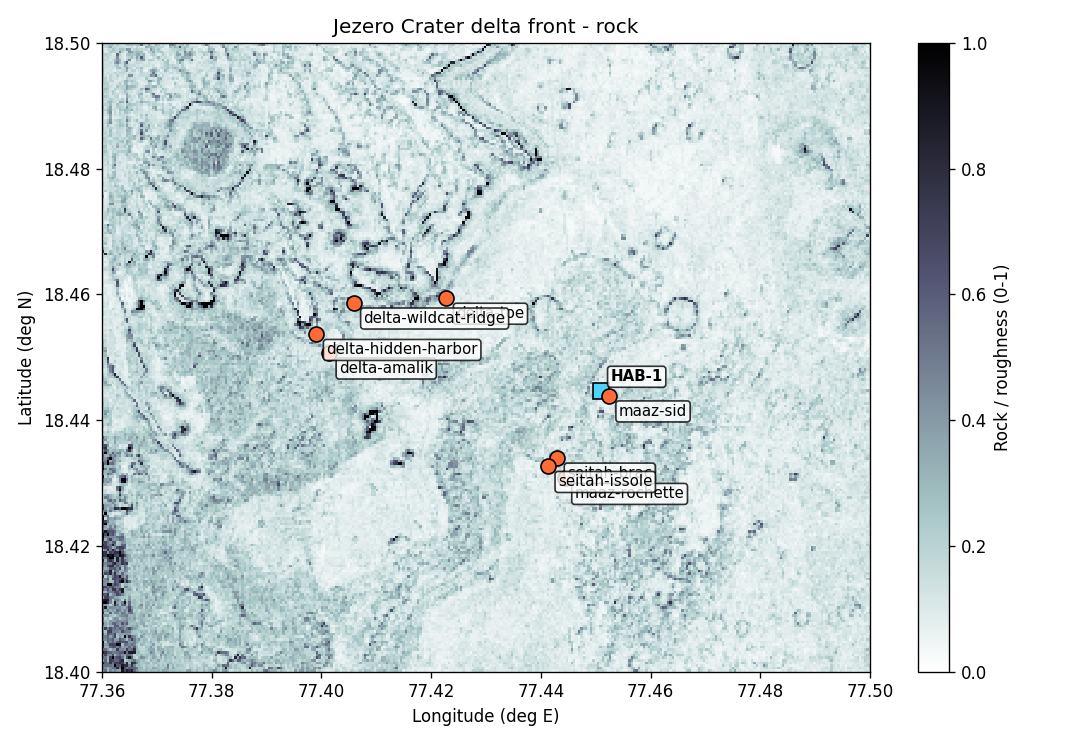 Jezero Crater delta front - rock
18.50
18.48
18.46
18.44
18.42
18.40
77.36
77.38
77.40
77.42
77.44
77.46
77.48
77.50
Longitude (deg E)
Latitude (deg N)
delta-wildcat-ridge
delta-hidden-harbor
delta-amalik
HAB-1
maaz-sid
seitah-issole
1.0
0.8
0.6
0.4
0.2
0.0
Rock / roughness (0-1)